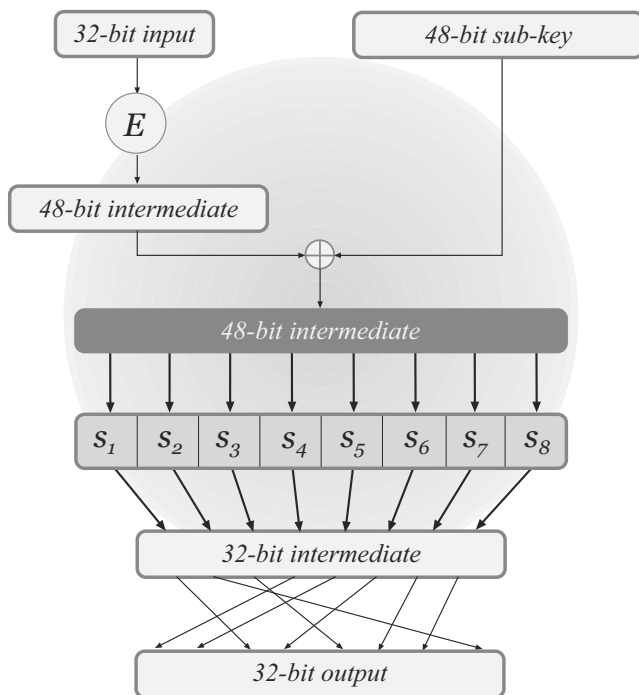 32-bit input
48-bit sub-key
E
48-bit intermediate
48-bit intermediate
S1 S2 S3 S4 S5 S6 S7 S8
32-bit intermediate
32-bit output